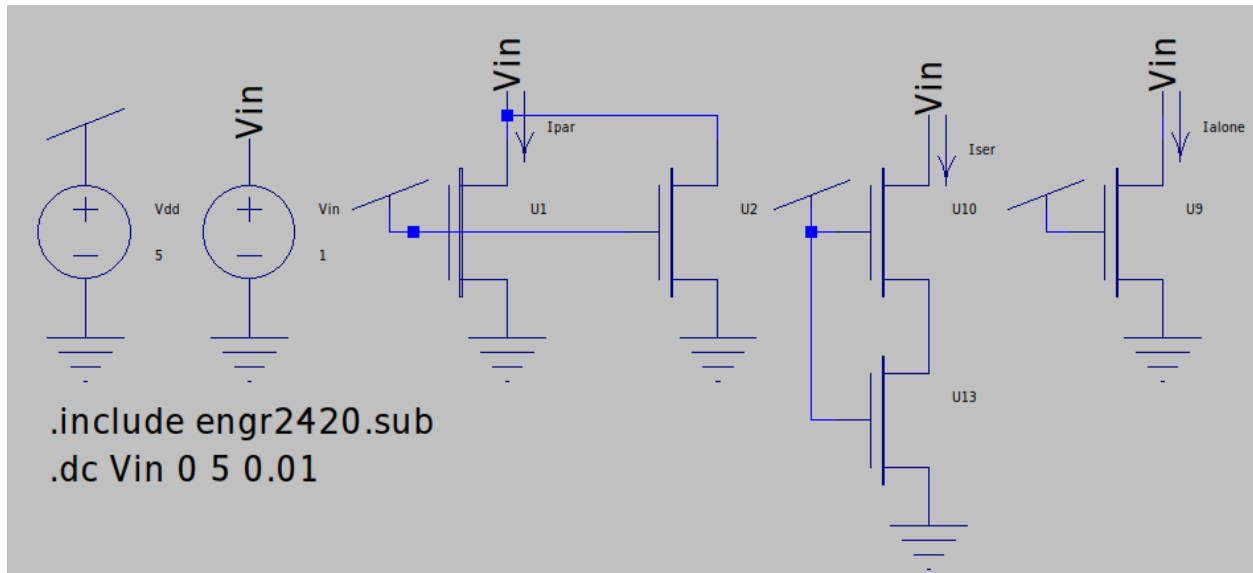 Vin
Vin
Vin
Vin
Ipar
Iser
Ialone
Vdd
5
Vin
1
U1
U2
U10
U9
U13
.include engr2420.sub
.dc Vin 0 5 0.01